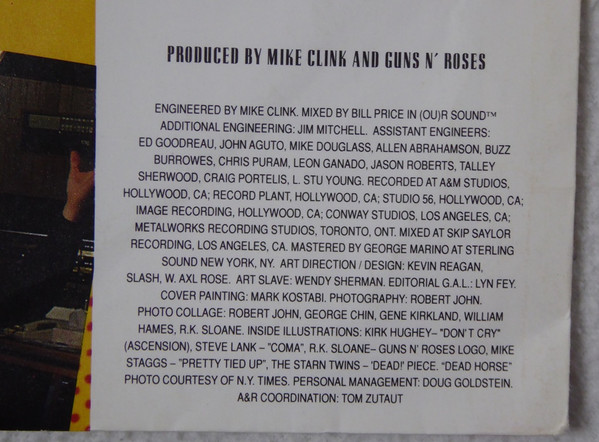 PRODUCED BY MIKE CLINK AND GUNS N' ROSES
ENGINEERED BY MIKE CLINK. MIXED BY BILL PRICE IN (OU)R SOUND™
ADDITIONAL ENGINEERING: JIM MITCHELL. ASSISTANT ENGINEERS:
ED GOODREAU, JOHN AGUTO, MIKE DOUGLASS, ALLEN ABRAHAMSON, BUZZ
BURROWES, CHRIS PURAM, LEON GANADO, JASON ROBERTS, TALLEY
SHERWOOD, CRAIG PORTELIS, L. STU YOUNG. RECORDED AT A&M STUDIOS,
HOLLYWOOD, CA; RECORD PLANT, HOLLYWOOD, CA; STUDIO 56, HOLLYWOOD, CA;
IMAGE RECORDING, HOLLYWOOD, CA; CONWAY STUDIOS, LOS ANGELES, CA;
METALWORKS RECORDING STUDIOS, TORONTO, ONT. MIXED AT SKIP SAYLOR
RECORDING, LOS ANGELES, CA. MASTERED BY GEORGE MARINO AT STERLING
SOUND NEW YORK, NY. ART DIRECTION / DESIGN: KEVIN REAGAN,
SLASH, W. AXL ROSE. ART SLAVE: WENDY SHERMAN. EDITORIAL G.A.L.: LYN FEY.
COVER PAINTING: MARK KOSTABI. PHOTOGRAPHY: ROBERT JOHN.
PHOTO COLLAGE: ROBERT JOHN, GEORGE CHIN, GENE KIRKLAND, WILLIAM
HAMES, R.K. SLOANE. INSIDE ILLUSTRATIONS: KIRK HUGHEY– "DON'T CRY"
(ASCENSION), STEVE LANK – "COMA", R.K. SLOANE– GUNS N' ROSES LOGO, MIKE
STAGGS – "PRETTY TIED UP", THE STARN TWINS – 'DEAD!' PIECE. "DEAD HORSE"
PHOTO COURTESY OF N.Y. TIMES. PERSONAL MANAGEMENT: DOUG GOLDSTEIN.
A&R COORDINATION: TOM ZUTAUT